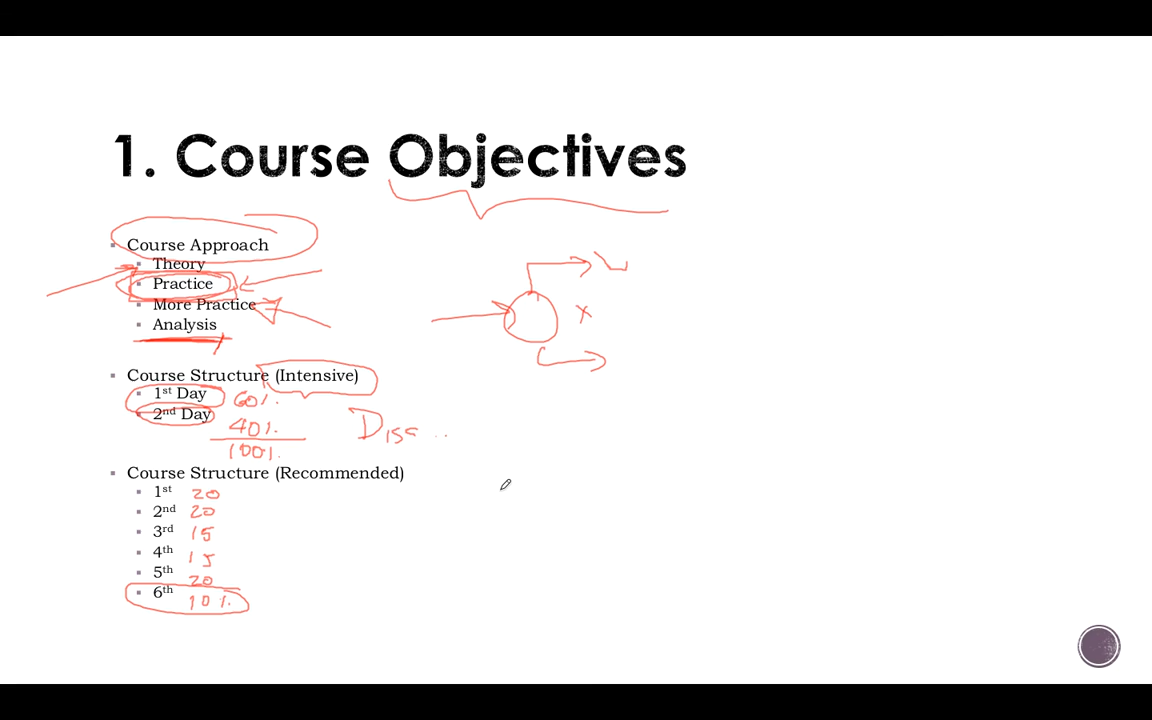 1. Course Objectives
Course Approach
Theory
Practice
More Practice
Analysis
Course Structure (Intensive)
1st Day 60%.
2nd Day 40%.
100%.
Course Structure (Recommended)
1st 20
2nd 20
3rd 15
4th 15
5th 20
6th 10%.